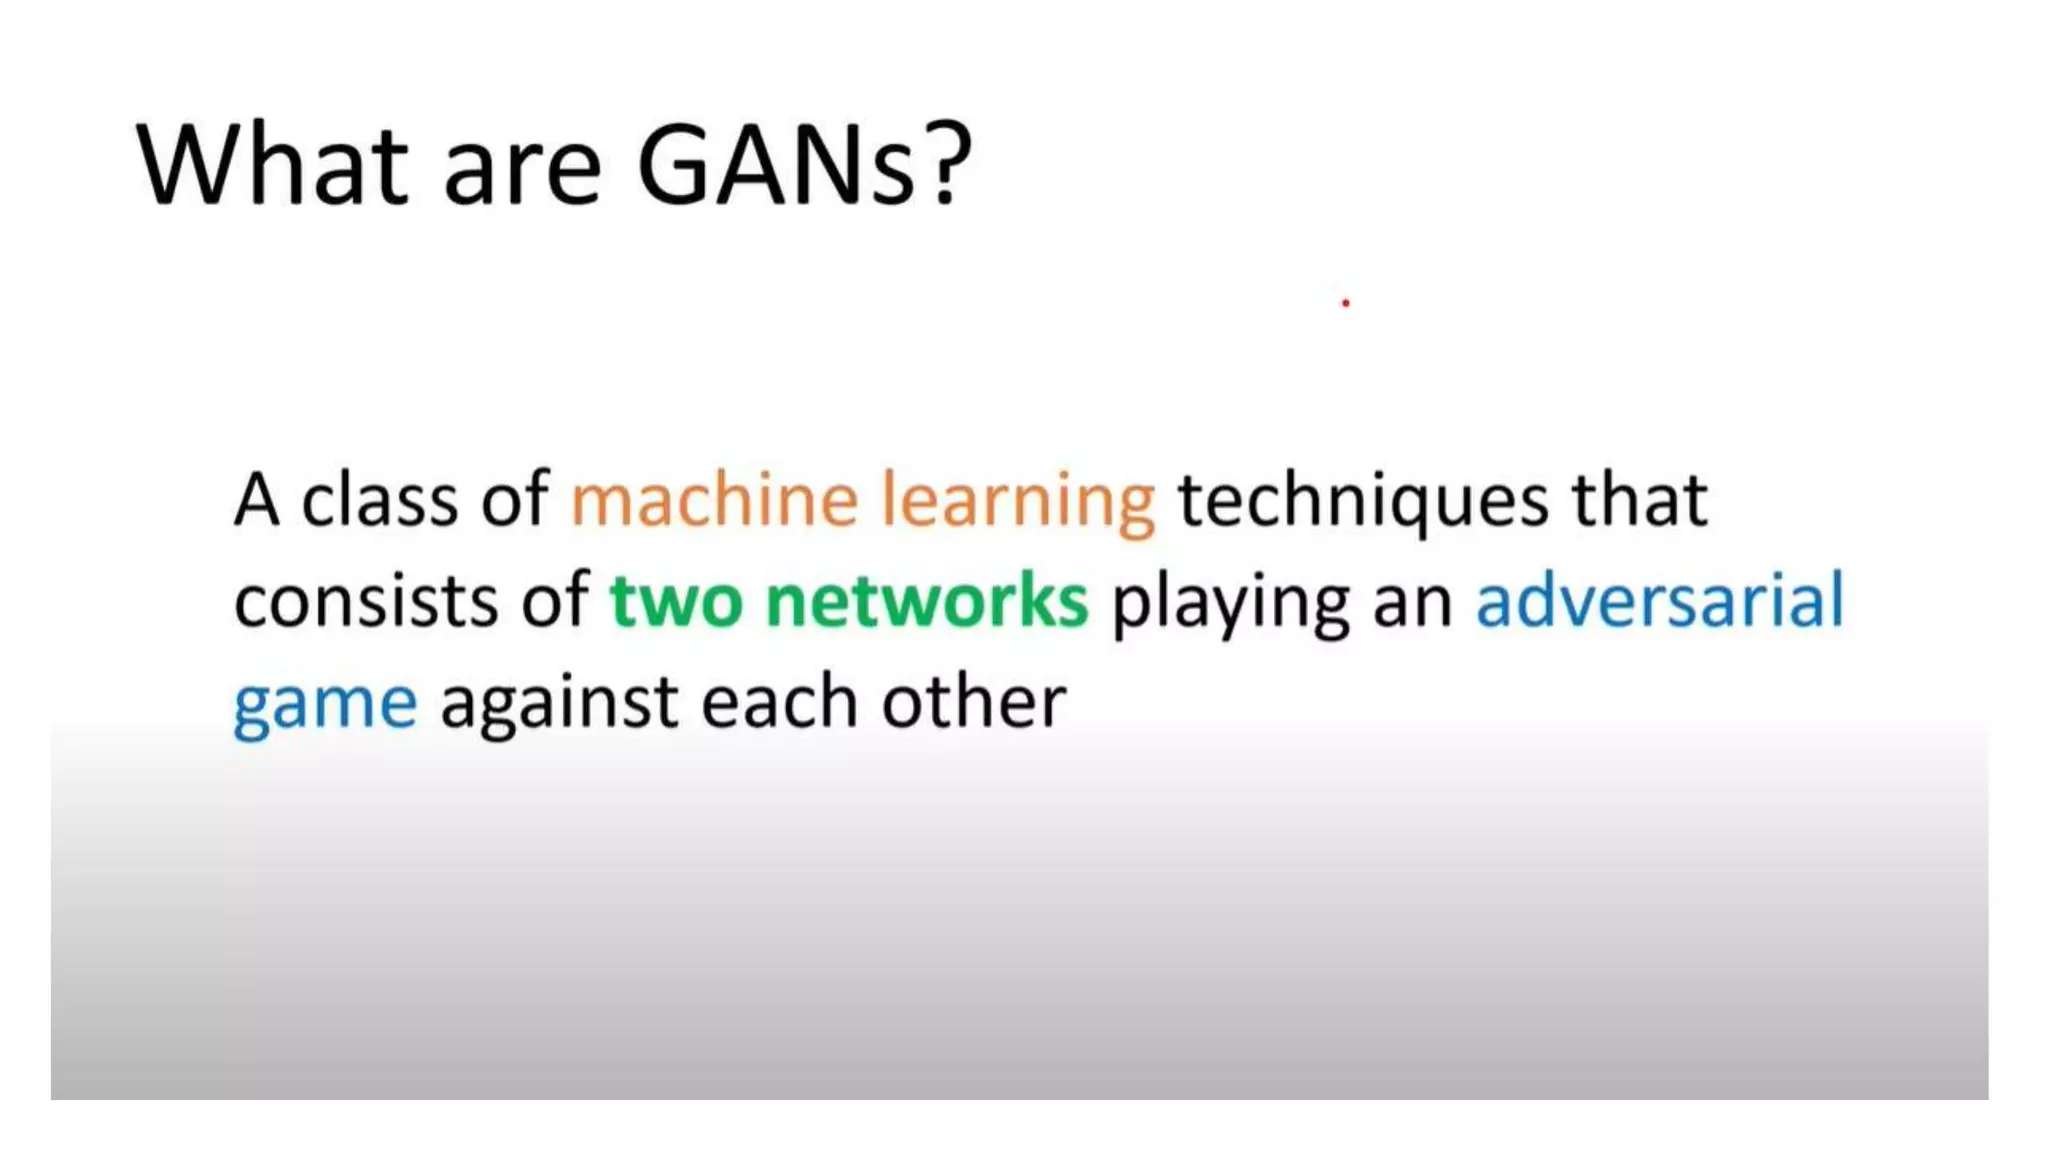 What are GANs?
A class of machine learning techniques that
consists of two networks playing an adversarial
game against each other